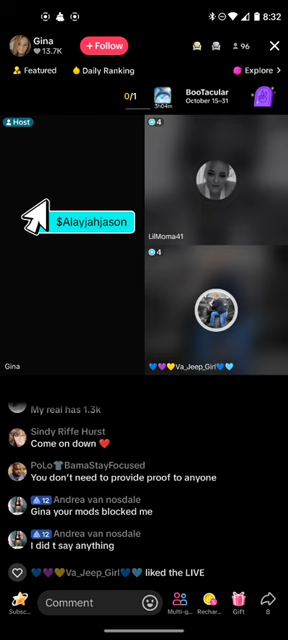 8:32
Gina
13.7K
+ Follow
96
Featured
Daily Ranking
Explore >
0/1
3h04m
BooTacular
October 15–31
Host
4
$Alayjahjason
LilMoma41
4
Gina
💙💜💛Va_Jeep_Girl💙🩵
My real has 1.3k
Sindy Riffe Hurst
Come on down ❤️
PoLo👕BamaStayFocused
You don't need to provide proof to anyone
12 Andrea van nosdale
Gina your mods blocked me
12 Andrea van nosdale
I did t say anything
💙💜💛Va_Jeep_Girl💙🩵 liked the LIVE
Subsc...
Comment
Multi-g...
Rechar...
Gift
8